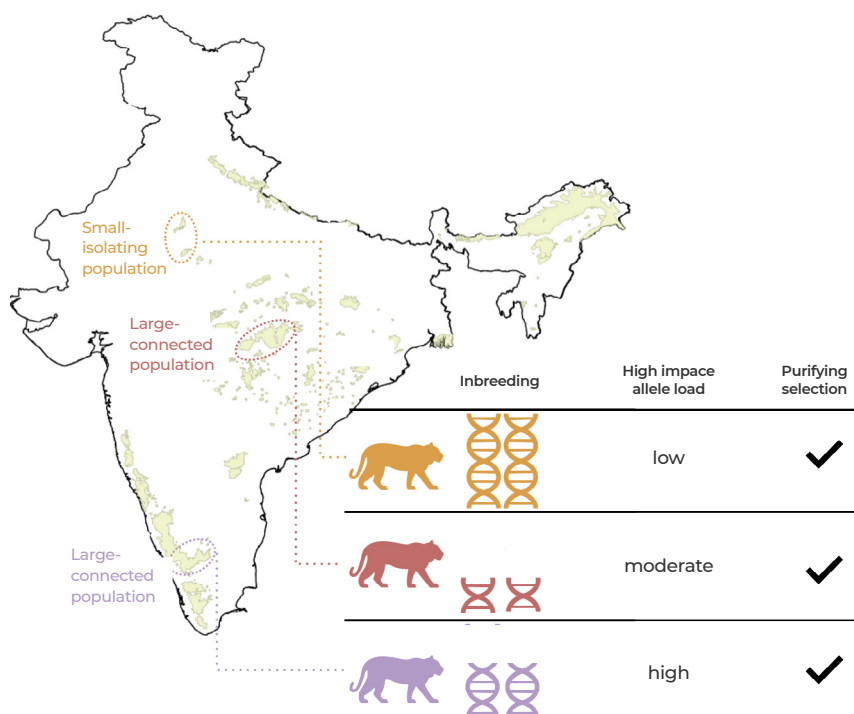 Small-
isolating
population
Large-
connected
population
Large-
connected
population
Inbreeding
High impace
allele load
Purifying
selection
low
moderate
high